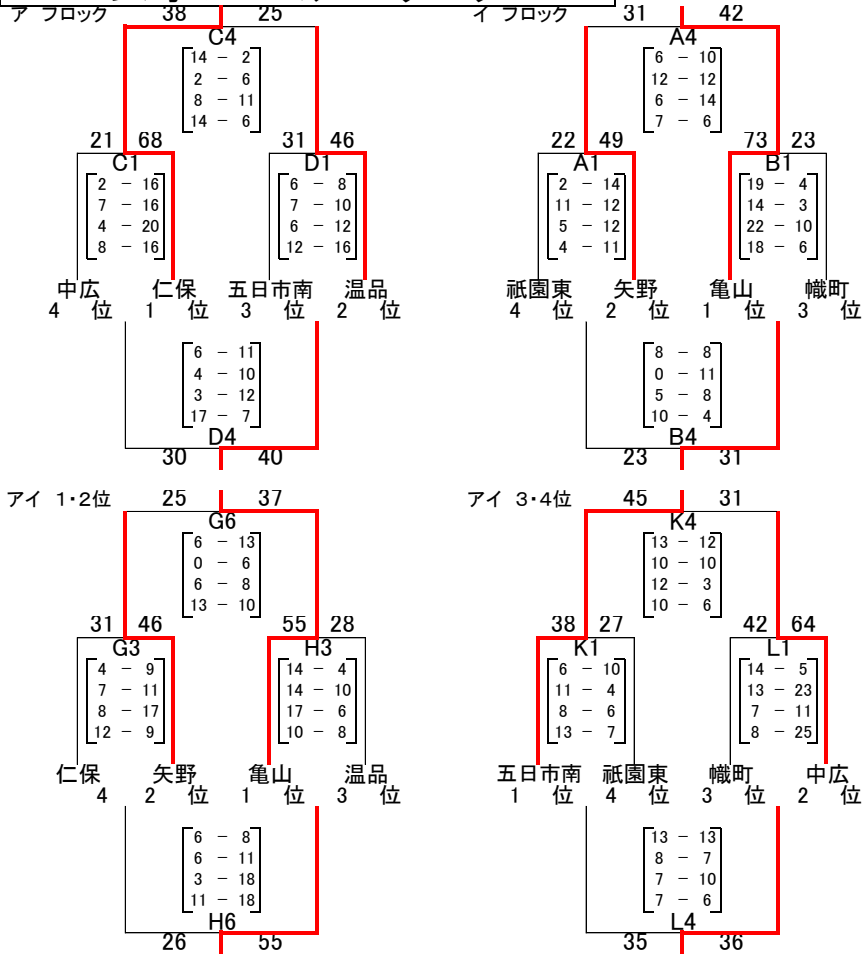 ア ブロック 38 25
C4
14 - 2
2 - 6
8 - 11
14 - 6
21 68
C1
2 - 16
7 - 16
4 - 20
8 - 16
31 46
D1
6 - 8
7 - 10
6 - 12
12 - 16
中広 仁保 五日市南 温品
4 位 1 位 3 位 2 位
6 - 11
4 - 10
3 - 12
17 - 7
D4
30 40
イ ブロック 31 42
A4
6 - 10
12 - 12
6 - 14
7 - 6
22 49
A1
2 - 14
11 - 12
5 - 12
4 - 11
73 23
B1
19 - 4
14 - 3
22 - 10
18 - 6
祇園東 矢野 亀山 幟町
4 位 2 位 1 位 3 位
8 - 8
0 - 11
5 - 8
10 - 4
B4
23 31
アイ 1・2位 25 37
G6
6 - 13
0 - 6
6 - 8
13 - 10
31 46
G3
4 - 9
7 - 11
8 - 17
12 - 9
55 28
H3
14 - 4
14 - 10
17 - 6
10 - 8
仁保 矢野 亀山 温品
4 2 位 1 位 3 位
6 - 8
6 - 11
3 - 18
11 - 18
H6
26 55
アイ 3・4位 45 31
K4
13 - 12
10 - 10
12 - 3
10 - 6
38 27
K1
6 - 10
11 - 4
8 - 6
13 - 7
42 64
L1
14 - 5
13 - 23
7 - 11
8 - 25
五日市南 祇園東 幟町 中広
1 位 4 位 3 位 2 位
13 - 13
8 - 7
7 - 10
7 - 6
L4
35 36